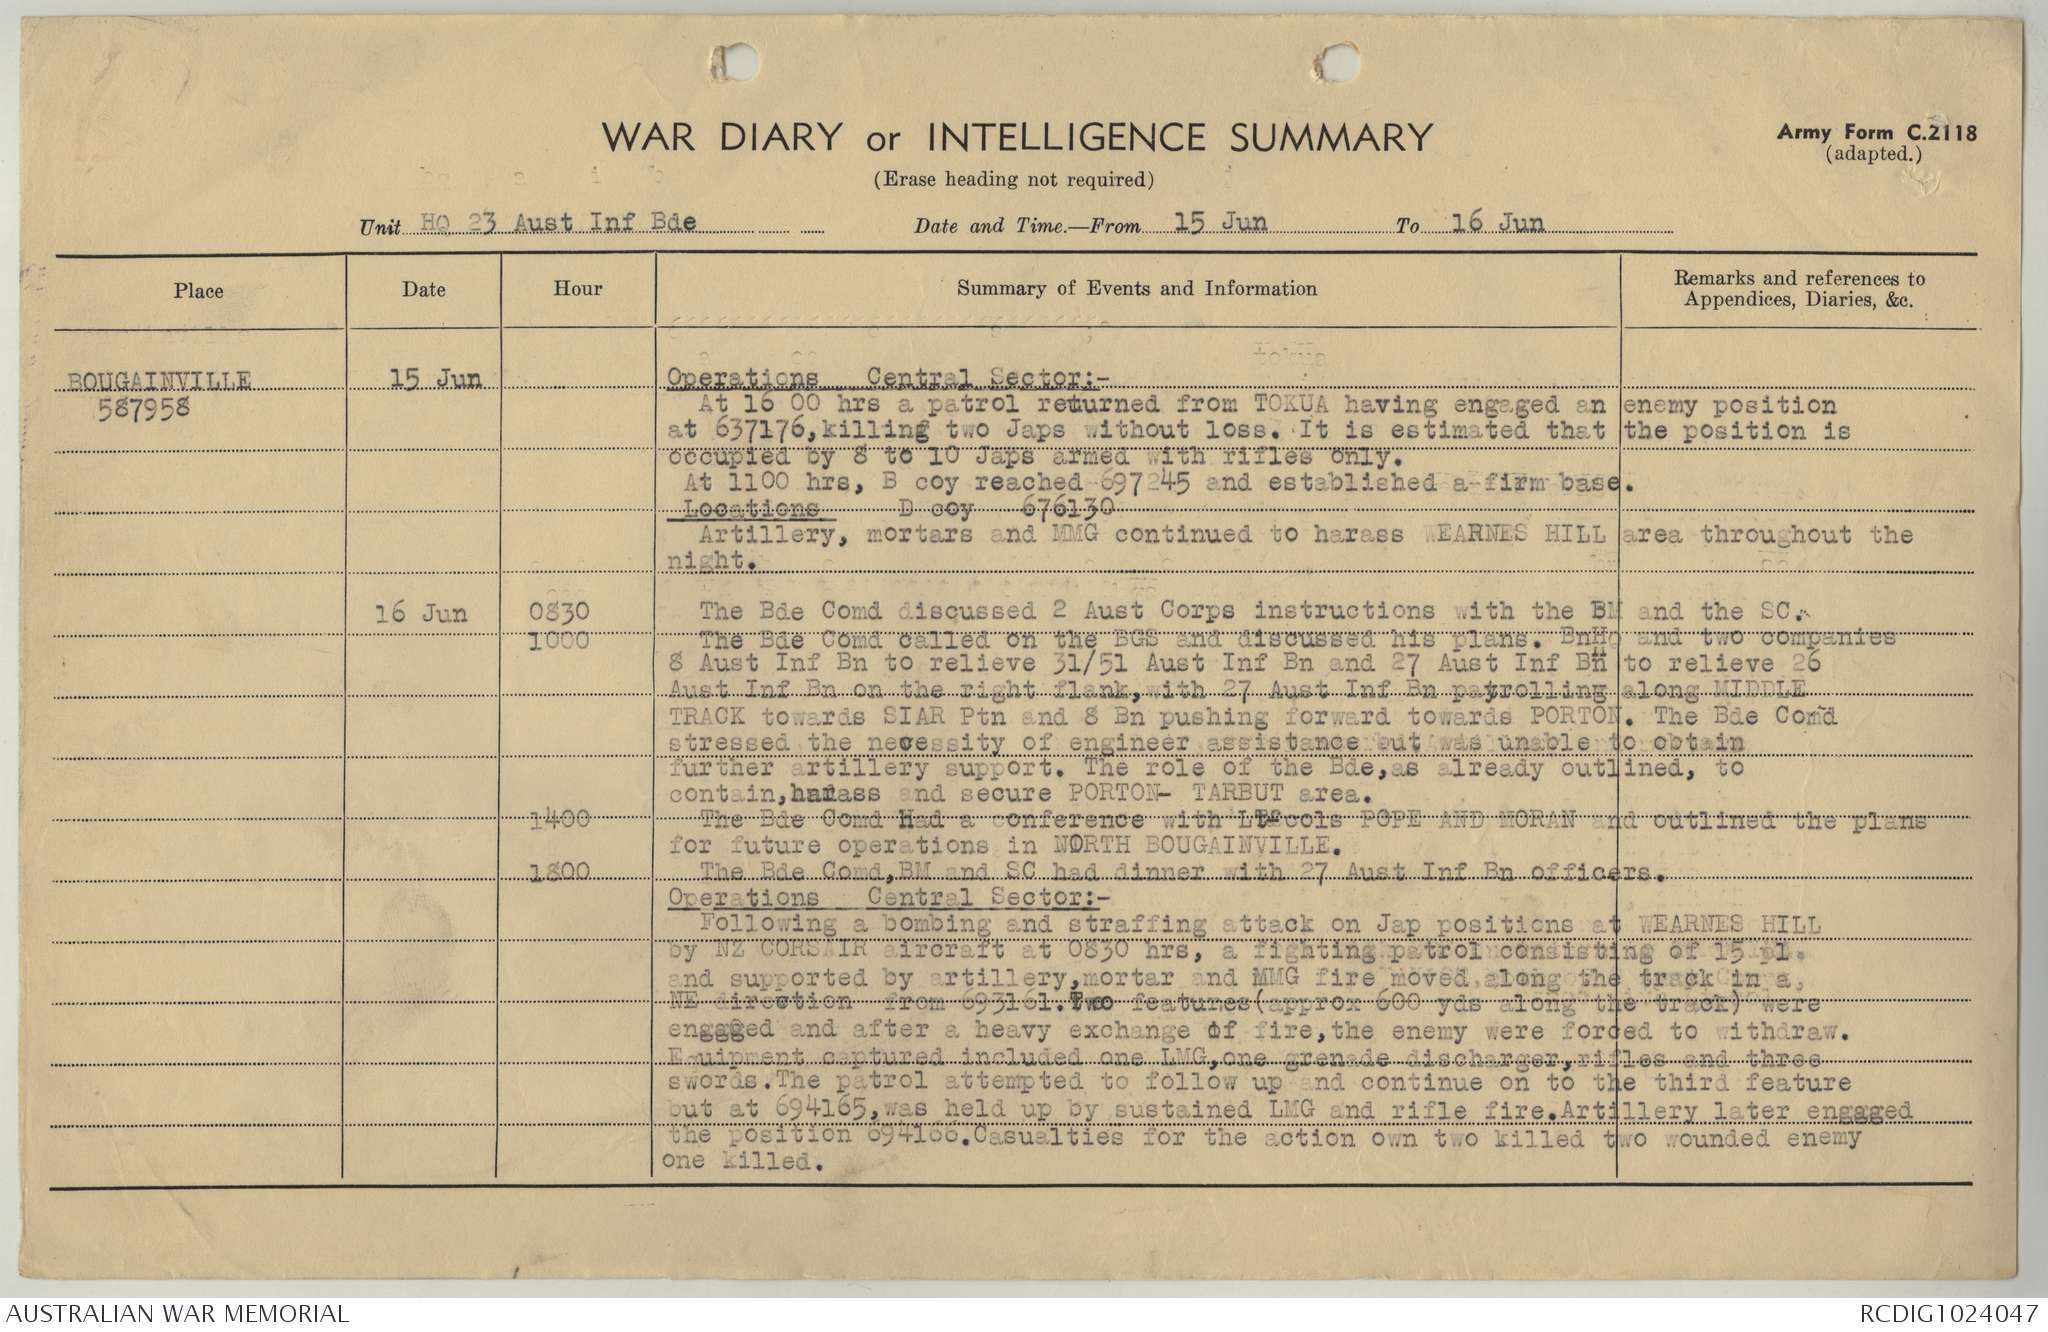 WAR DIARY or INTELLIGENCE SUMMARY
Army Form C.2118
(adapted.)
(Erase heading not required)
Unit HQ 23 Aust Inf Bde Date and Time.—From 15 Jun To 16 Jun
Place Date Hour Summary of Events and Information Remarks and references to Appendices, Diaries, &c.
BOUGAINVILLE 15 Jun Operations Central Sector:-
587958 At 16 00 hrs a patrol returned from TOKUA having engaged an enemy position
at 637176,killing two Japs without loss. It is estimated that the position is
occupied by 8 to 10 Japs armed with rifles only.
At 1100 hrs, B coy reached 697245 and established a firm base.
Locations D coy 676130
Artillery, mortars and MMG continued to harass WEARNES HILL area throughout the
night.
16 Jun 0830 The Bde Comd discussed 2 Aust Corps instructions with the BM and the SC.
1000 The Bde Comd called on the BGS and discussed his plans. BnHq and two companies
8 Aust Inf Bn to relieve 31/51 Aust Inf Bn and 27 Aust Inf Bn to relieve 26
Aust Inf Bn on the right flank,with 27 Aust Inf Bn patrolling along MIDDLE
TRACK towards SIAR Ptn and 8 Bn pushing forward towards PORTON. The Bde Comd
stressed the necessity of engineer assistance but was unable to obtain
further artillery support. The role of the Bde,as already outlined, to
contain,harass and secure PORTON- TARBUT area.
1400 The Bde Comd Had a conference with Lt cols POPE AND MORAN and outlined the plans
for future operations in NORTH BOUGAINVILLE.
1800 The Bde Comd,BM and SC had dinner with 27 Aust Inf Bn officers.
Operations Central Sector:-
Following a bombing and straffing attack on Jap positions at WEARNES HILL
by NZ CORSAIR aircraft at 0830 hrs, a fighting patrol consisting of 15 pl.
and supported by artillery,mortar and MMG fire moved along the track in a
NE direction from 693161.Two features(approx 600 yds along the track) were
engaged and after a heavy exchange of fire,the enemy were forced to withdraw.
Equipment captured included one LMG,one grenade discharger,rifles and three
swords.The patrol attempted to follow up and continue on to the third feature
but at 694165,was held up by sustained LMG and rifle fire.Artillery later engaged
the position 694166.Casualties for the action own two killed two wounded enemy
one killed.
AUSTRALIAN WAR MEMORIAL RCDIG1024047